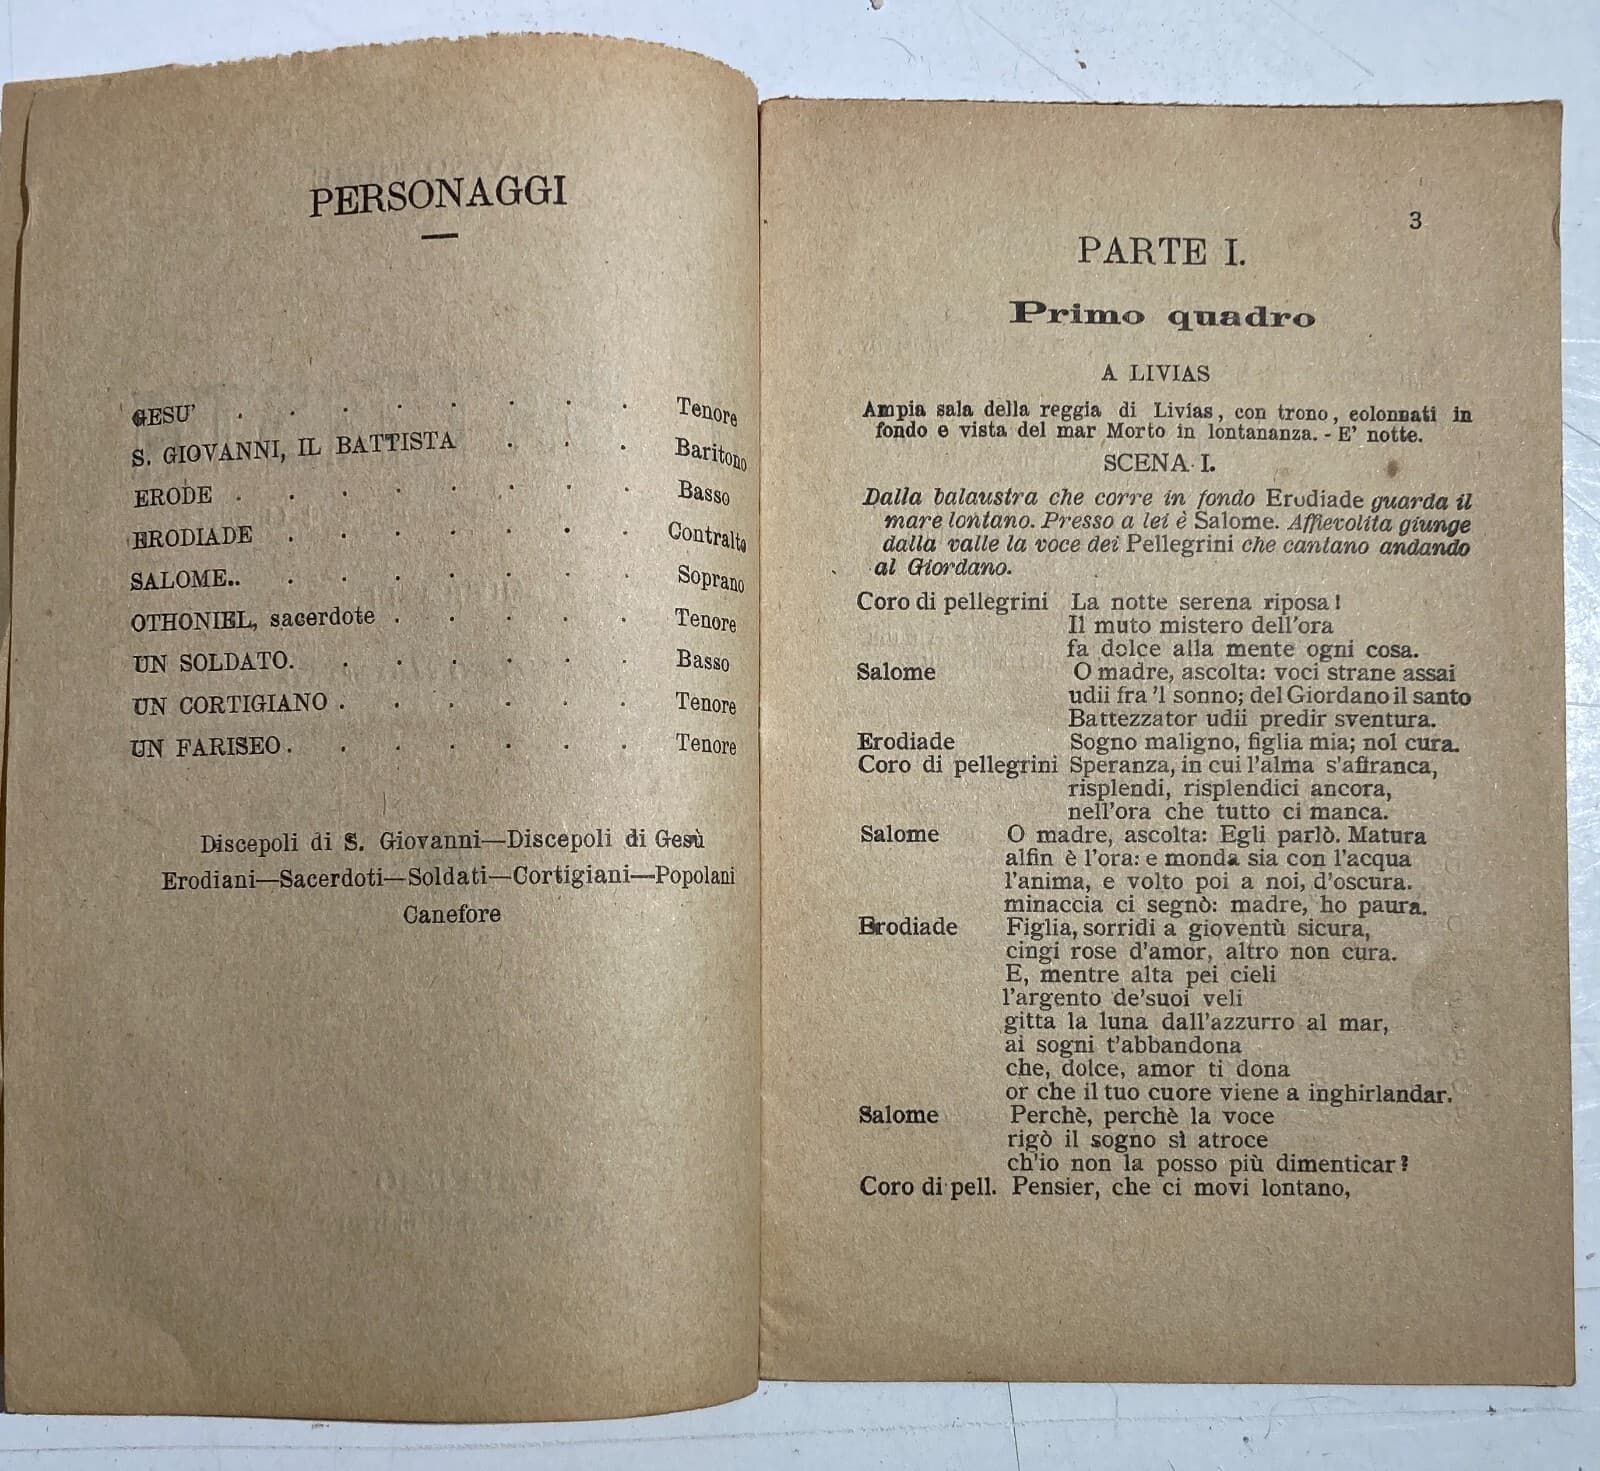 PERSONAGGI
GESU' . . . . . . . . Tenore
S. GIOVANNI, IL BATTISTA . . . Baritono
ERODE . . . . . . . . Basso
ERODIADE . . . . . . . Contralto
SALOME.. . . . . . . . Soprano
OTHONIEL, sacerdote . . . . . Tenore
UN SOLDATO. . . . . . . Basso
UN CORTIGIANO . . . . . . Tenore
UN FARISEO . . . . . . . Tenore
Discepoli di S. Giovanni—Discepoli di Gesù
Erodiani—Sacerdoti—Soldati—Cortigiani—Popolani
Canefore
3
PARTE I.
Primo quadro
A LIVIAS
Ampia sala della reggia di Livias, con trono, colonnati in
fondo e vista del mar Morto in lontananza. - E' notte.
SCENA I.
Dalla balaustra che corre in fondo Erodiade guarda il
mare lontano. Presso a lei è Salome. Affievolita giunge
dalla valle la voce dei Pellegrini che cantano andando
al Giordano.
Coro di pellegrini La notte serena riposa!
Il muto mistero dell'ora
fa dolce alla mente ogni cosa.
Salome O madre, ascolta: voci strane assai
udii fra 'l sonno; del Giordano il santo
Battezzator udii predir sventura.
Erodiade Sogno maligno, figlia mia; nol cura.
Coro di pellegrini Speranza, in cui l'alma s'affranca,
risplendi, risplendici ancora,
nell'ora che tutto ci manca.
Salome O madre, ascolta: Egli parlò. Matura
alfin è l'ora: e monda sia con l'acqua
l'anima, e volto poi a noi, d'oscura.
minaccia ci segnò: madre, ho paura.
Erodiade Figlia, sorridi a gioventù sicura,
cingi rose d'amor, altro non cura.
E, mentre alta pei cieli
l'argento de'suoi veli
gitta la luna dall'azzurro al mar,
ai sogni t'abbandona
che, dolce, amor ti dona
or che il tuo cuore viene a inghirlandar.
Salome Perchè, perchè la voce
rigò il sogno sì atroce
ch'io non la posso più dimenticar?
Coro di pell. Pensier, che ci movi lontano,